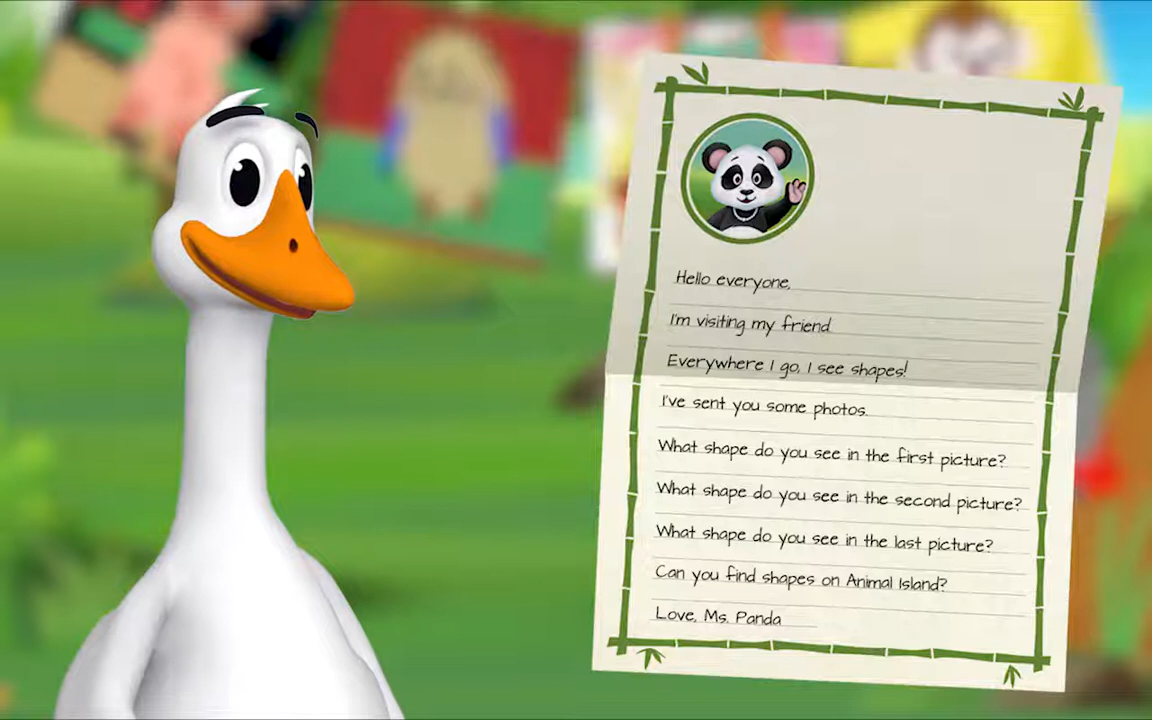 Hello everyone,
I'm visiting my friend.
Everywhere I go, I see shapes!
I've sent you some photos.
What shape do you see in the first picture?
What shape do you see in the second picture?
What shape do you see in the last picture?
Can you find shapes on Animal Island?
Love, Ms. Panda